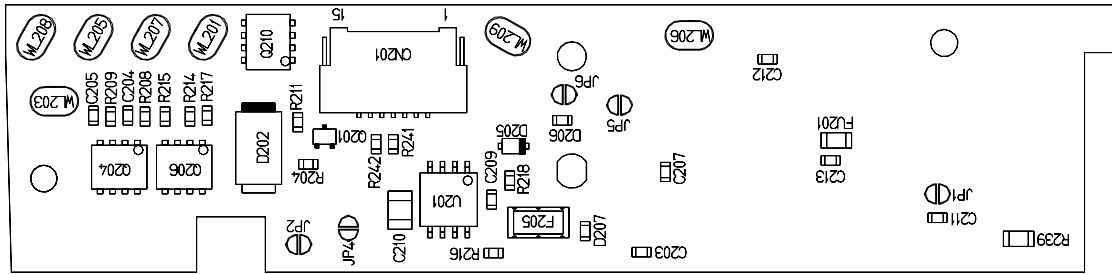 WL208
WL205
WL207
WL201
Q210
15
1
CN201
WL209
WL206
C212
WL203
C205
R209
C204
R208
R215
R214
R217
R211
JP6
JP5
D206
D205
FU201
Q204
Q206
D202
Q201
R204
R242
R241
U201
C209
R218
C207
C213
JP2
JP4
C210
R216
F205
D207
C203
JP1
C211
R239